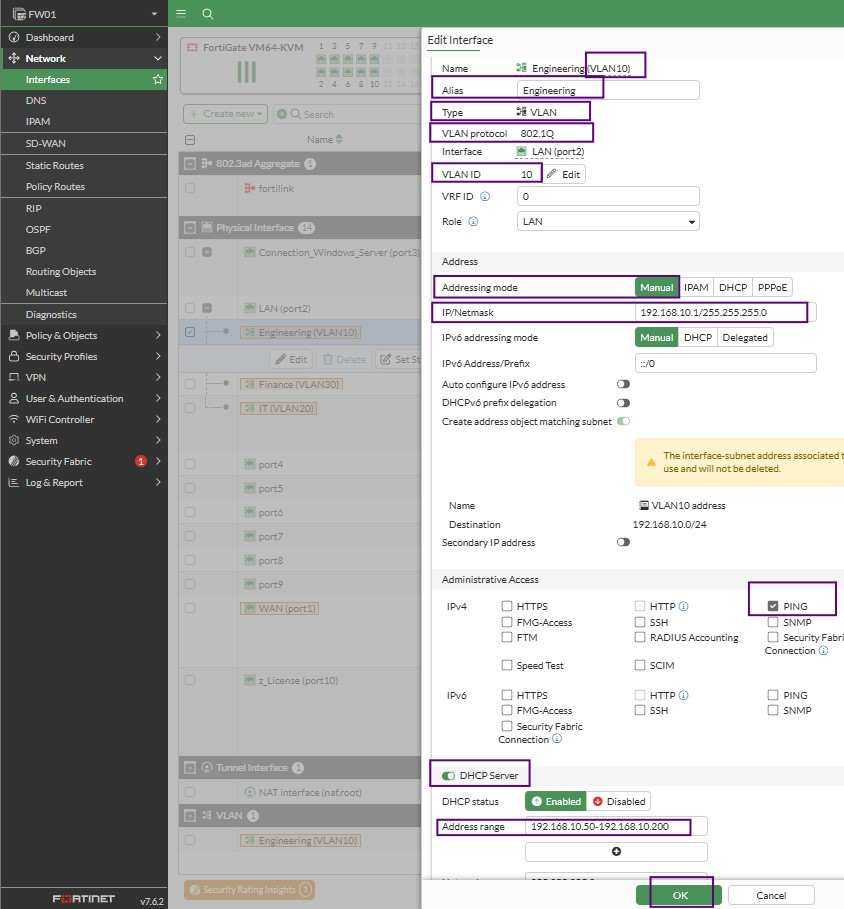 FW01
Dashboard
Network
Interfaces
DNS
IPAM
SD-WAN
Static Routes
Policy Routes
RIP
OSPF
BGP
Routing Objects
Multicast
Diagnostics
Policy & Objects
Security Profiles
VPN
User & Authentication
WiFi Controller
System
Security Fabric 1
Log & Report
FORTINET v7.6.2
FortiGate VM64-KVM
1 3 5 7 9 11 13 15
2 4 6 8 10 12 14
+ Create new Search
Name
802.3ad Aggregate 1
fortilink
Physical Interface 14
Connection_Windows_Server (port3)
LAN (port2)
Engineering (VLAN10)
Edit Delete Set St
Finance (VLAN30)
IT (VLAN20)
port4
port5
port6
port7
port8
port9
WAN (port1)
z_License (port10)
Tunnel Interface 1
NAT interface (naf.root)
VLAN 1
Engineering (VLAN10)
Security Rating Insights 1
Edit Interface
Name Engineering (VLAN10)
Alias Engineering
Type VLAN
VLAN protocol 802.1Q
Interface LAN (port2)
VLAN ID 10 Edit
VRF ID 0
Role LAN
Address
Addressing mode Manual IPAM DHCP PPPoE
IP/Netmask 192.168.10.1/255.255.255.0
IPv6 addressing mode Manual DHCP Delegated
IPv6 Address/Prefix ::/0
Auto configure IPv6 address
DHCPv6 prefix delegation
Create address object matching subnet
The interface-subnet address associated t
use and will not be deleted.
Name VLAN10 address
Destination 192.168.10.0/24
Secondary IP address
Administrative Access
IPv4 HTTPS HTTP PING
FMG-Access SSH SNMP
FTM RADIUS Accounting Security Fabri
Connection
Speed Test SCIM
IPv6 HTTPS HTTP PING
FMG-Access SSH SNMP
Security Fabric
Connection
DHCP Server
DHCP status Enabled Disabled
Address range 192.168.10.50-192.168.10.200
OK Cancel